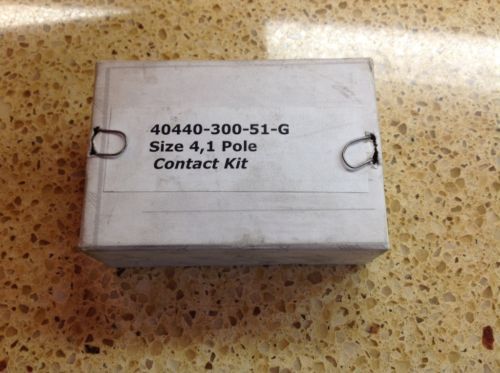 40440-300-51-G
Size 4,1 Pole
Contact Kit